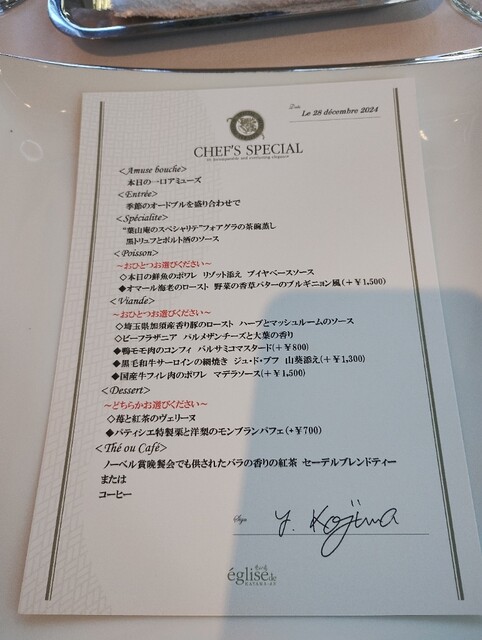 Date
Le 28 décembre 2024
CHEF'S SPECIAL
<Amuse bouche>
本日の一口アミューズ
<Entrée>
季節のオードブルを盛り合わせで
<Spécialite>
"葉山庵のスペシャリテ"フォアグラの茶碗蒸し
黒トリュフとポルト酒のソース
<Poisson>
～おひとつお選びください～
◇本日の鮮魚のポワレ リゾット添え ブイヤベースソース
◆オマール海老のロースト 野菜の香草バターのブルギニョン風(+￥1,500)
<Viande>
～おひとつお選びください～
◇埼玉県加須産香り豚のロースト ハーブとマッシュルームのソース
◇ビーフラザニア パルメザンチーズと大葉の香り
◆鴨モモ肉のコンフィ バルサミコマスタード(+￥800)
◆黒毛和牛サーロインの網焼き ジュ・ド・ブフ 山葵添え(+￥1,300)
◆国産牛フィレ肉のポワレ マデラソース(+￥1,500)
<Dessert>
～どちらかお選びください～
◇苺と紅茶のヴェリーヌ
◆パティシエ特製栗と洋梨のモンブランパフェ(+￥700)
<Thé ou Café>
ノーベル賞晩餐会でも供されたバラの香りの紅茶 セーデルブレンドティー
または
コーヒー
Sign
Y. Kojima
église de
HAYAMA-AN